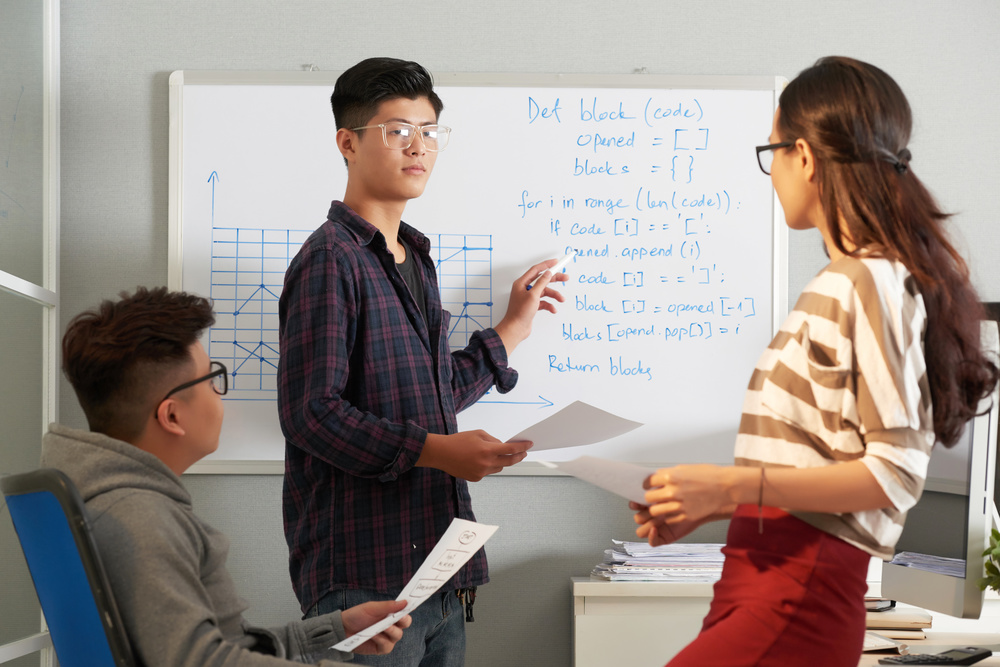 Def block (code)
opened = [ ]
blocks = { }
for i in range (len(code)):
if code [i] == '[':
opened.append (i)
code [i] == ']':
block [i] = opened [-1]
blocks [opend.pop()] = i
Return blocks